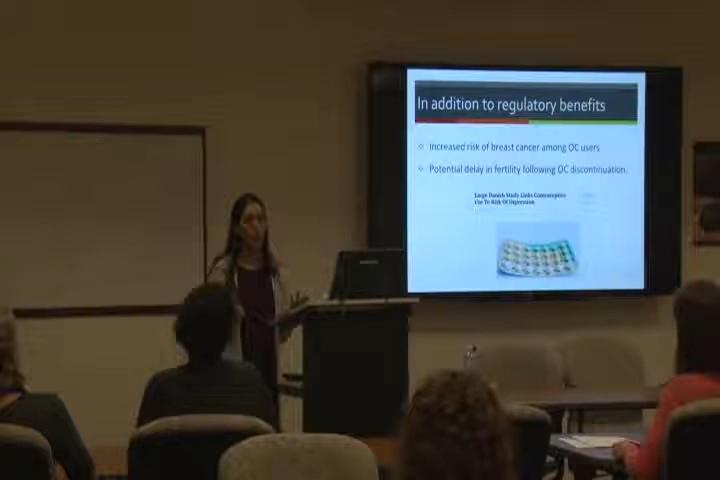 In addition to regulatory benefits
Increased risk of breast cancer among OC users
Potential delay in fertility following OC discontinuation.
Large Danish Study Links Contraceptive
Use To Risk Of Depression